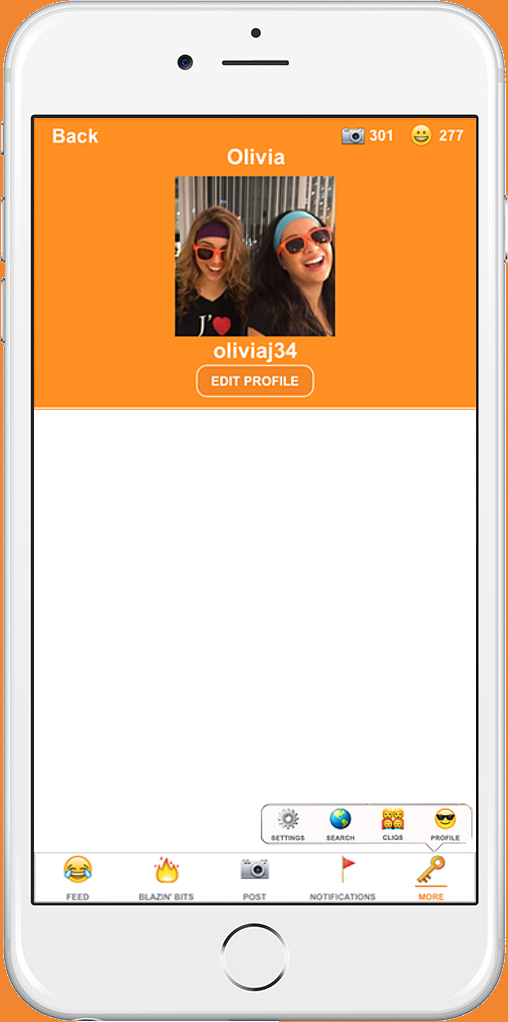 Back 301 277
Olivia
J'
oliviaj34
EDIT PROFILE
SETTINGS SEARCH CLIQS PROFILE
FEED BLAZIN' BITS POST NOTIFICATIONS MORE